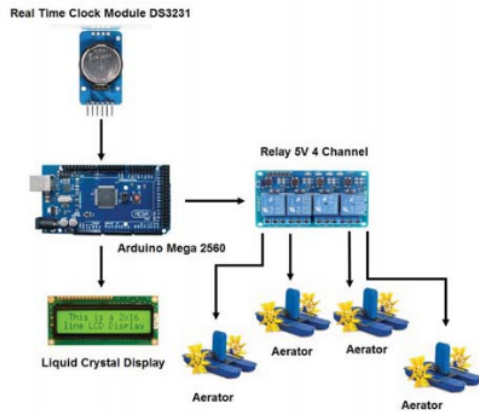 Real Time Clock Module DS3231
Relay 5V 4 Channel
Arduino Mega 2560
This is a 2x16
line LCD Display
Liquid Crystal Display
Aerator
Aerator
Aerator
Aerator